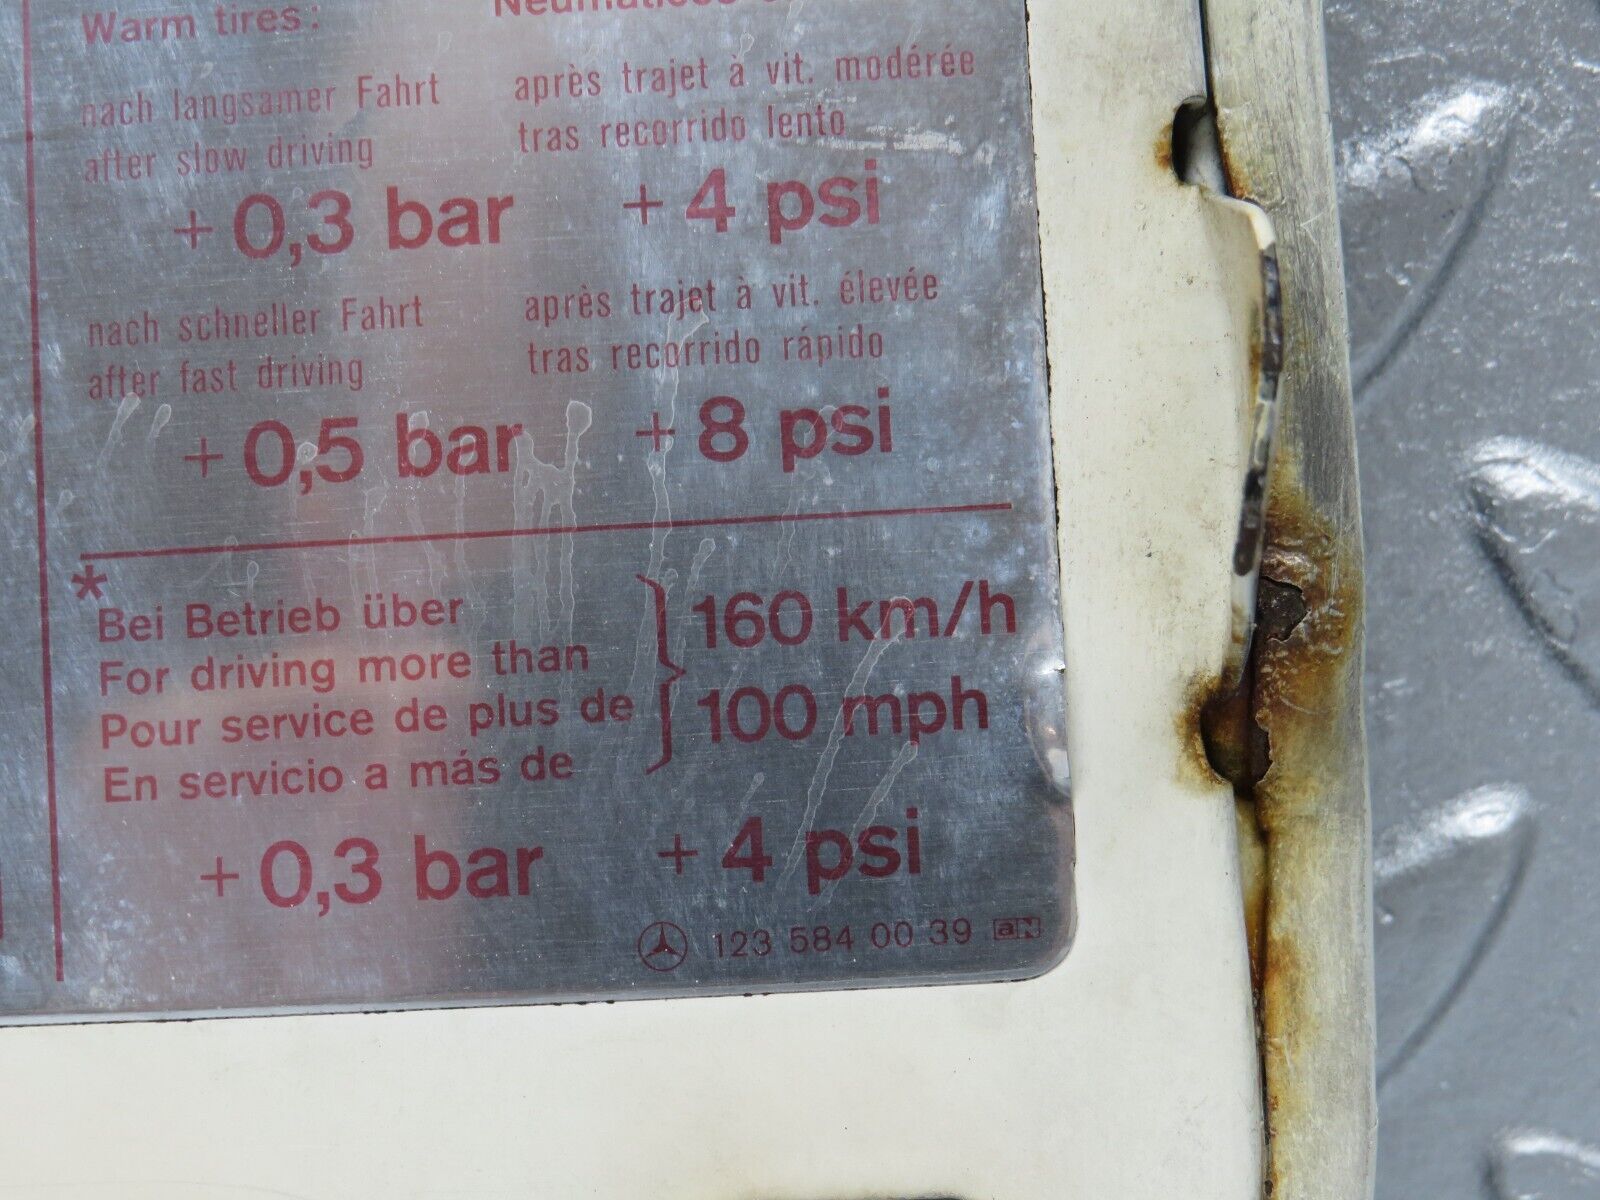 Warm tires:
nach langsamer Fahrt
after slow driving
après trajet à vit. modérée
tras recorrido lento
+ 0,3 bar + 4 psi
nach schneller Fahrt
after fast driving
après trajet à vit. élevée
tras recorrido rápido
+ 0,5 bar + 8 psi
* Bei Betrieb über
For driving more than
Pour service de plus de
En servicio a más de
160 km/h
100 mph
+ 0,3 bar + 4 psi
123 584 00 39